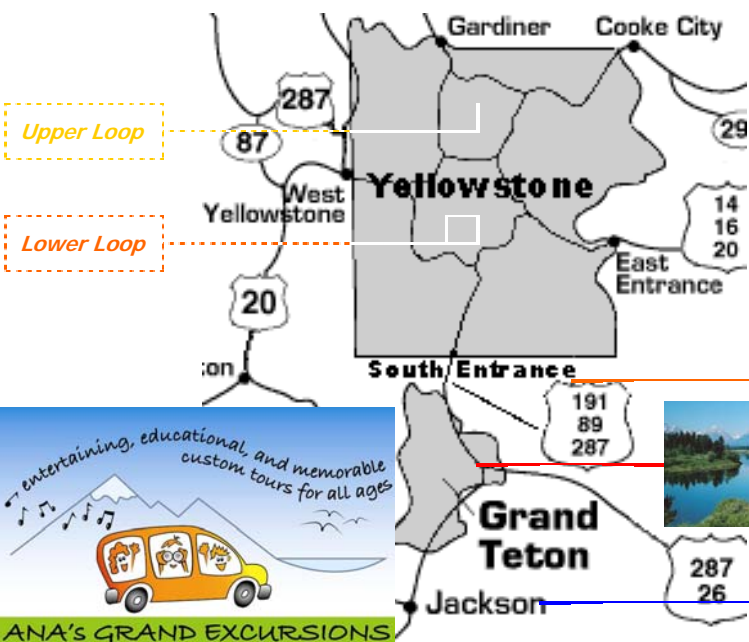 Gardiner
Cooke City
287
Upper Loop
87
29
West
Yellowstone
Yellowstone
14
16
20
Lower Loop
East
Entrance
20
South Entrance
ton
191
89
287
entertaining, educational, and memorable
custom tours for all ages
Grand
Teton
287
26
Jackson
ANA's GRAND EXCURSIONS